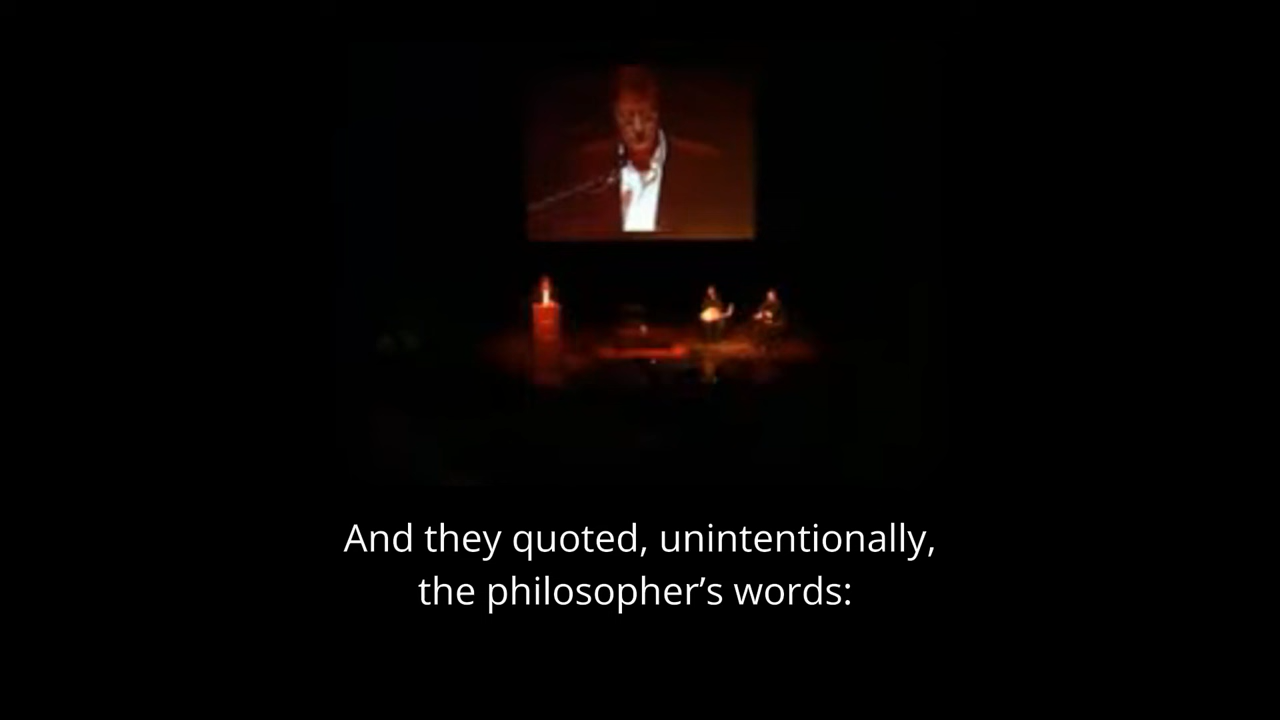 And they quoted, unintentionally,
the philosopher’s words: